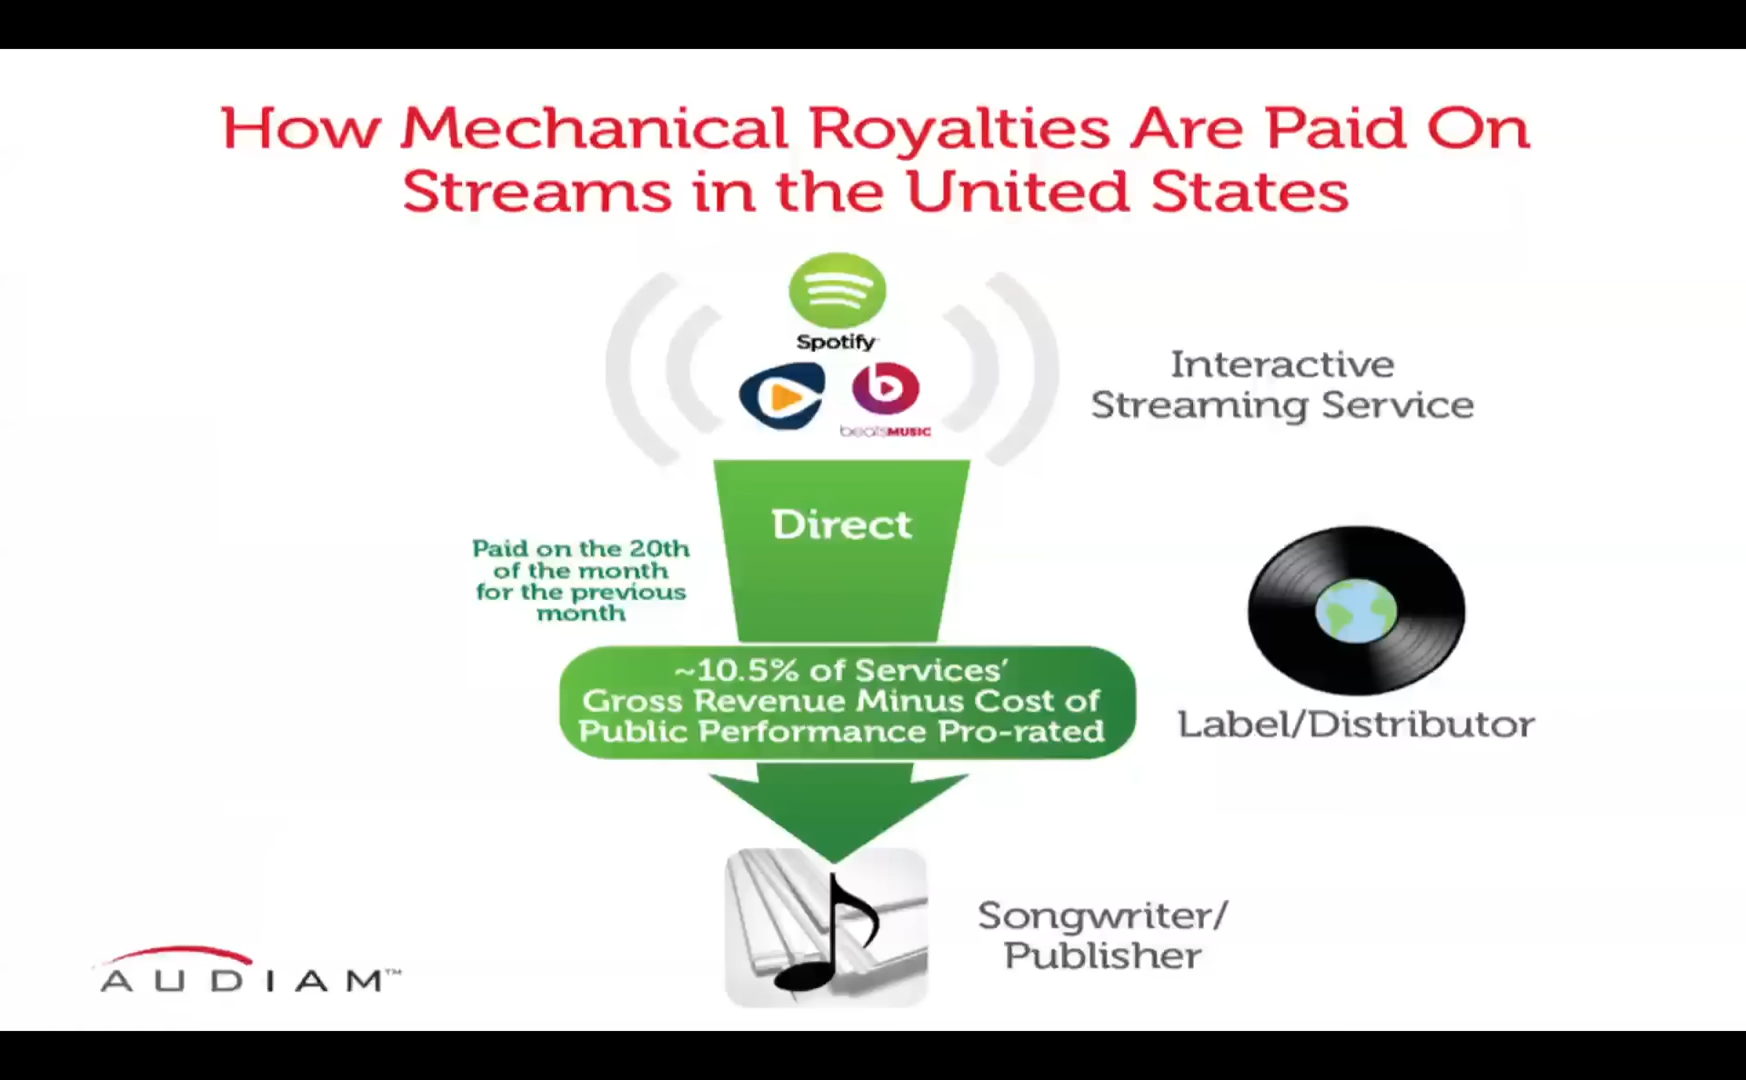 How Mechanical Royalties Are Paid On
Streams in the United States
Spotify
beatsMUSIC
Interactive
Streaming Service
Direct
Paid on the 20th
of the month
for the previous
month
~10.5% of Services'
Gross Revenue Minus Cost of
Public Performance Pro-rated
Label/Distributor
Songwriter/
Publisher
AUDIAM™